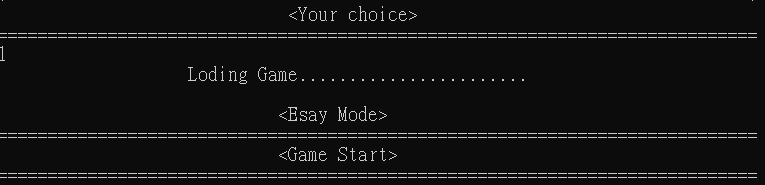 <Your choice>
============================================================================
1
Loding Game.......................
<Esay Mode>
============================================================================
<Game Start>
============================================================================